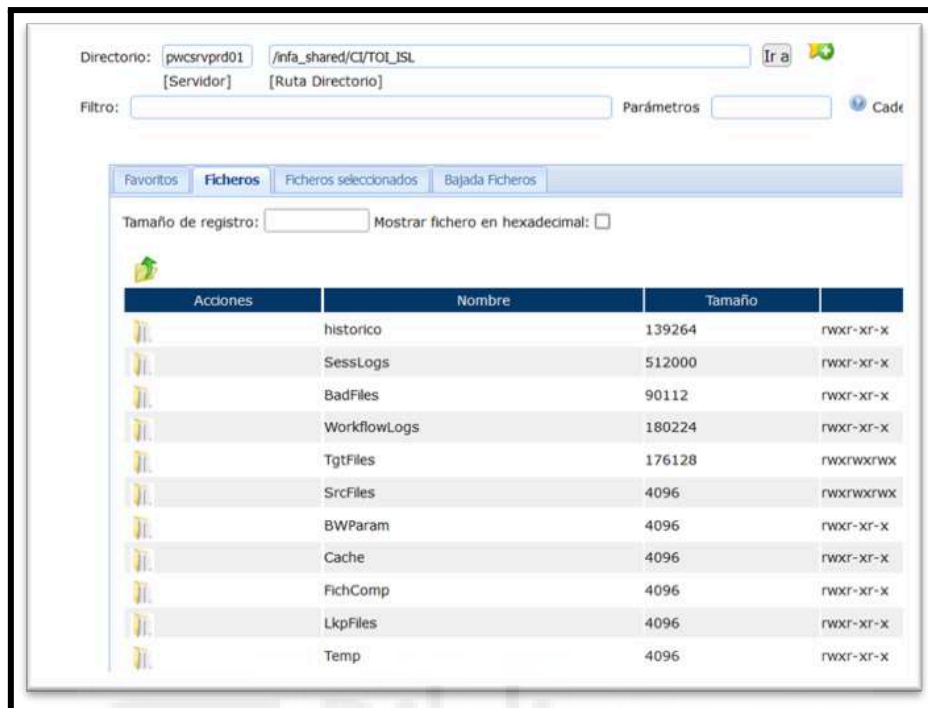 Directorio: pwcsrvprd01 /infa_shared/CI/TOI_ISL Ir a
[Servidor] [Ruta Directorio]
Filtro: Parámetros Cade
Favoritos Ficheros Ficheros seleccionados Bajada Ficheros
Tamaño de registro: Mostrar fichero en hexadecimal:
Acciones Nombre Tamaño
historico 139264 rwxr-xr-x
SessLogs 512000 rwxr-xr-x
BadFiles 90112 rwxr-xr-x
WorkflowLogs 180224 rwxr-xr-x
TgtFiles 176128 rwxrwxrwx
SrcFiles 4096 rwxrwxrwx
BWParam 4096 rwxr-xr-x
Cache 4096 rwxr-xr-x
FichComp 4096 rwxr-xr-x
LkpFiles 4096 rwxr-xr-x
Temp 4096 rwxr-xr-x